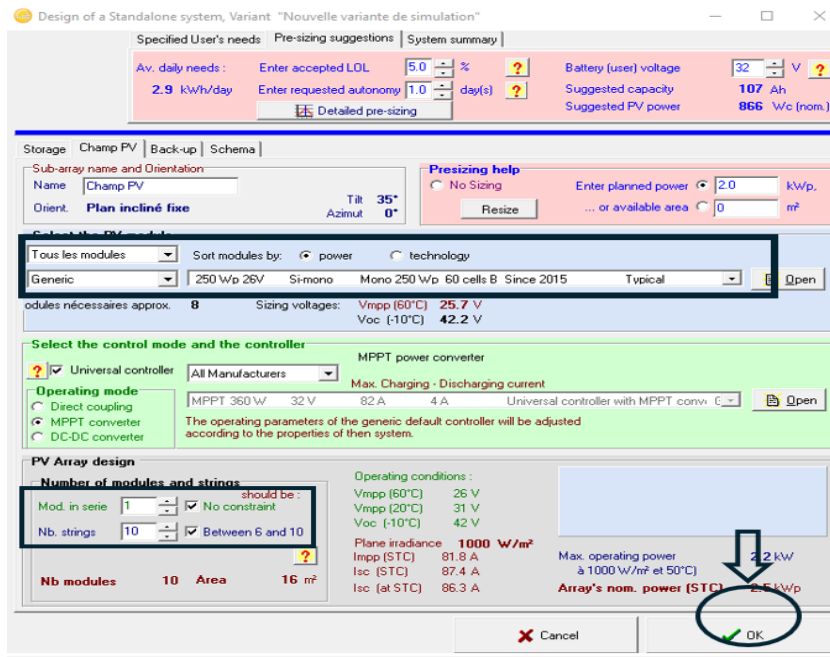 Design of a Standalone system, Variant "Nouvelle variante de simulation"
Specified User's needs Pre-sizing suggestions System summary
Av. daily needs : Enter accepted LOL 5.0 % ? Battery (user) voltage 32 V ?
2.9 kWh/day Enter requested autonomy 1.0 day(s) ? Suggested capacity 107 Ah
Detailed pre-sizing Suggested PV power 866 Wc (nom.)
Storage Champ PV Back-up Schema
Sub-array name and Orientation
Name Champ PV
Orient. Plan incliné fixe
Tilt 35°
Azimut 0°
Presizing help
No Sizing Enter planned power 2.0 kWp,
Resize ... or available area 0 m²
Select the PV module
Tous les modules Sort modules by: power technology
Generic 250 Wp 26V Si-mono Mono 250 Wp 60 cells B Since 2015 Typical Open
odules nécessaires approx. 8 Sizing voltages: Vmpp (60°C) 25.7 V
Voc (-10°C) 42.2 V
Select the control mode and the controller
? Universal controller All Manufacturers MPPT power converter
Max. Charging - Discharging current
Operating mode
Direct coupling
MPPT converter
DC-DC converter
MPPT 360 W 32 V 82 A 4 A Universal controller with MPPT conv Open
The operating parameters of the generic default controller will be adjusted
according to the properties of then system.
PV Array design
Number of modules and strings
should be :
Mod. in serie 1 No constraint
Nb. strings 10 Between 6 and 10
?
Nb modules 10 Area 16 m²
Operating conditions :
Vmpp (60°C) 26 V
Vmpp (20°C) 31 V
Voc (-10°C) 42 V
Plane irradiance 1000 W/m²
Impp (STC) 81.8 A
Isc (STC) 87.4 A
Isc (at STC) 86.3 A
Max. operating power 2.2 kW
à 1000 W/m² et 50°C)
Array's nom. power (STC) 2.5 kWp
Cancel OK